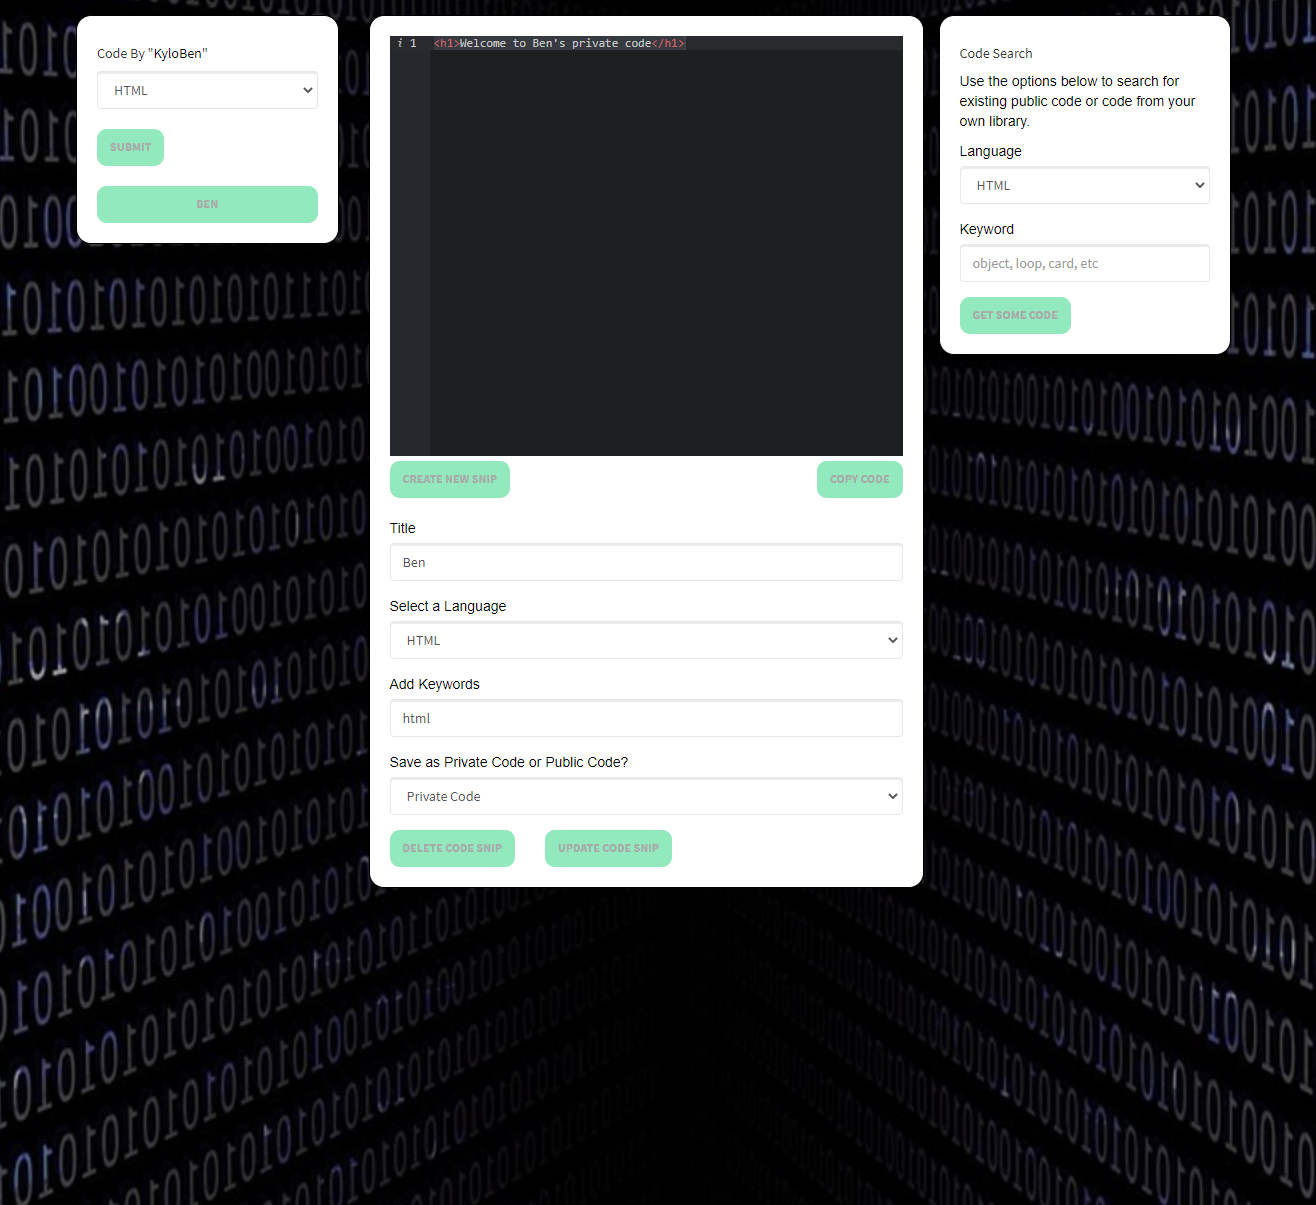 Code By "KyloBen"
HTML
SUBMIT
BEN
i 1 <h1>Welcome to Ben's private code</h1>
CREATE NEW SNIP
COPY CODE
Title
Ben
Select a Language
HTML
Add Keywords
html
Save as Private Code or Public Code?
Private Code
DELETE CODE SNIP
UPDATE CODE SNIP
Code Search
Use the options below to search for
existing public code or code from your
own library.
Language
HTML
Keyword
object, loop, card, etc
GET SOME CODE